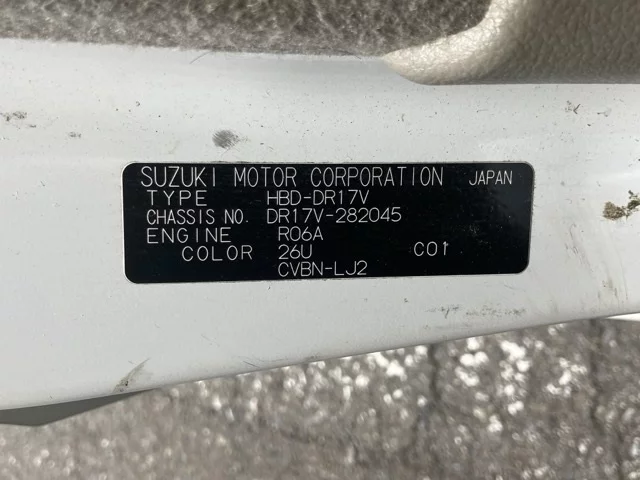 SUZUKI MOTOR CORPORATION JAPAN
TYPE HBD-DR17V
CHASSIS NO. DR17V-282045
ENGINE R06A
COLOR 26U C01
CVBN-LJ2